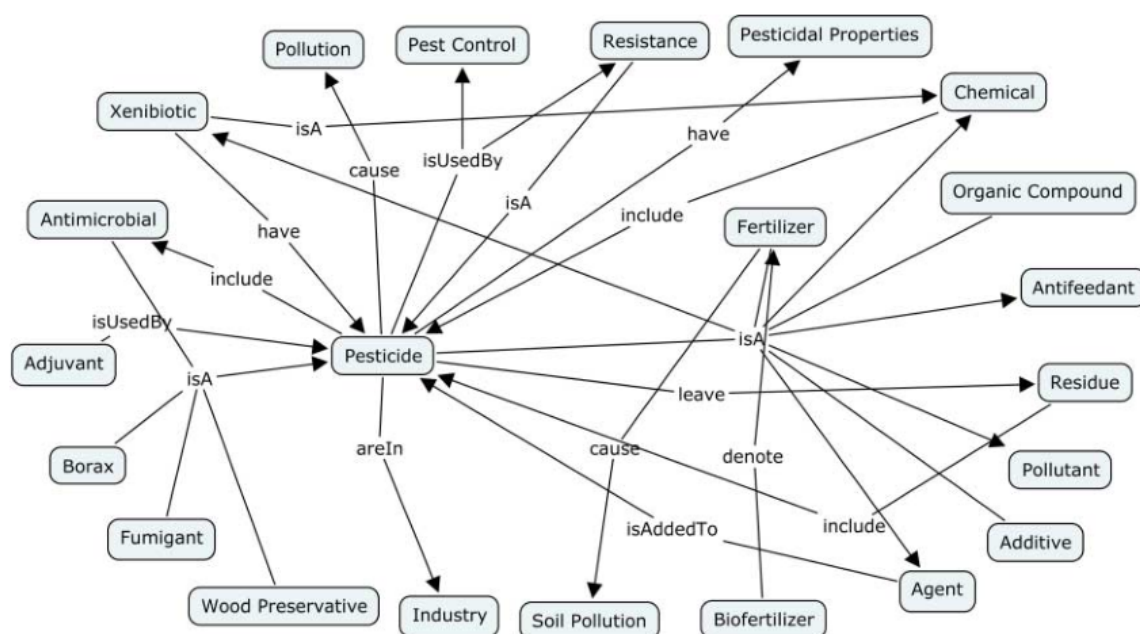 Pollution
Pest Control
Resistance
Pesticidal Properties
Xenibiotic
isA
Chemical
have
cause
isUsedBy
isA
include
Organic Compound
Antimicrobial
have
Fertilizer
include
Antifeedant
isUsedBy
Adjuvant
Pesticide
isA
isA
leave
Residue
areIn
cause
denote
Borax
Pollutant
isAddedTo
include
Fumigant
Additive
Agent
Wood Preservative
Industry
Soil Pollution
Biofertilizer